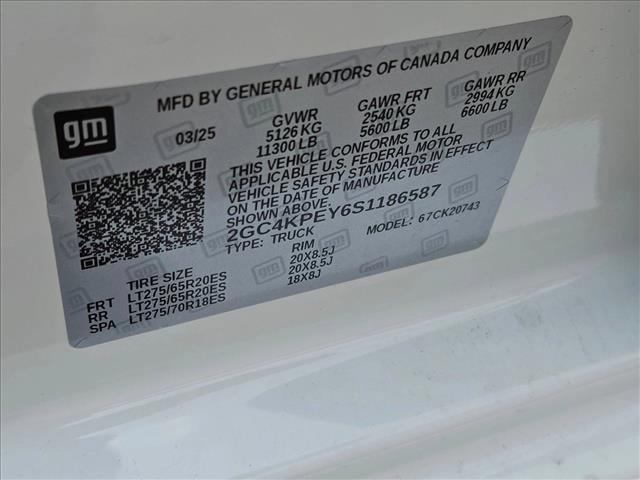 MFD BY GENERAL MOTORS OF CANADA COMPANY
gm
03/25
GVWR GAWR FRT GAWR RR
5126 KG 2540 KG 2994 KG
11300 LB 5600 LB 6600 LB
THIS VEHICLE CONFORMS TO ALL
APPLICABLE U.S. FEDERAL MOTOR
VEHICLE SAFETY STANDARDS IN EFFECT
ON THE DATE OF MANUFACTURE
SHOWN ABOVE.
2GC4KPEY6S1186587
TYPE: TRUCK MODEL: 67CK20743
TIRE SIZE RIM
FRT LT275/65R20ES 20X8.5J
RR LT275/65R20ES 20X8.5J
SPA LT275/70R18ES 18X8J